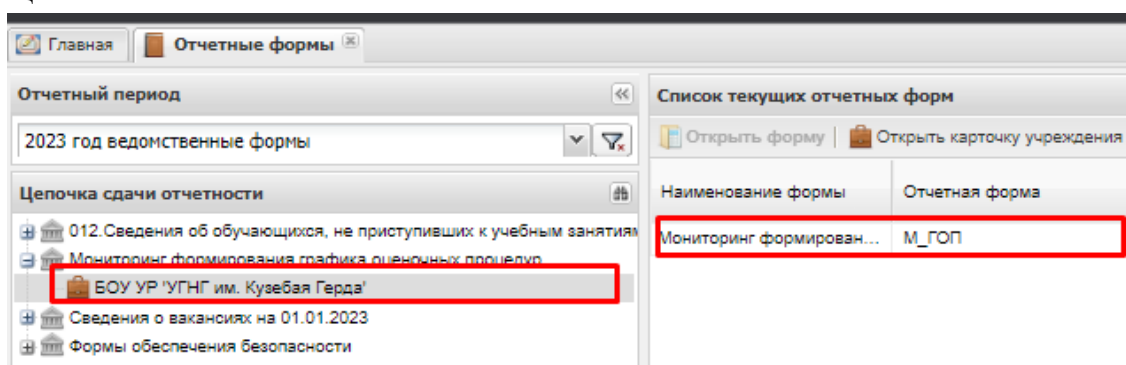 Главная
Отчетные формы
Отчетный период
Список текущих отчетных форм
2023 год ведомственные формы
Открыть форму
Открыть карточку учреждения
Цепочка сдачи отчетности
Наименование формы
Отчетная форма
012.Сведения об обучающихся, не приступивших к учебным занятиям
Мониторинг формирован...
М_ГОП
Мониторинг формирования графика оценочных процедур
БОУ УР 'УГНГ им. Кузебая Герда'
Сведения о вакансиях на 01.01.2023
Формы обеспечения безопасности